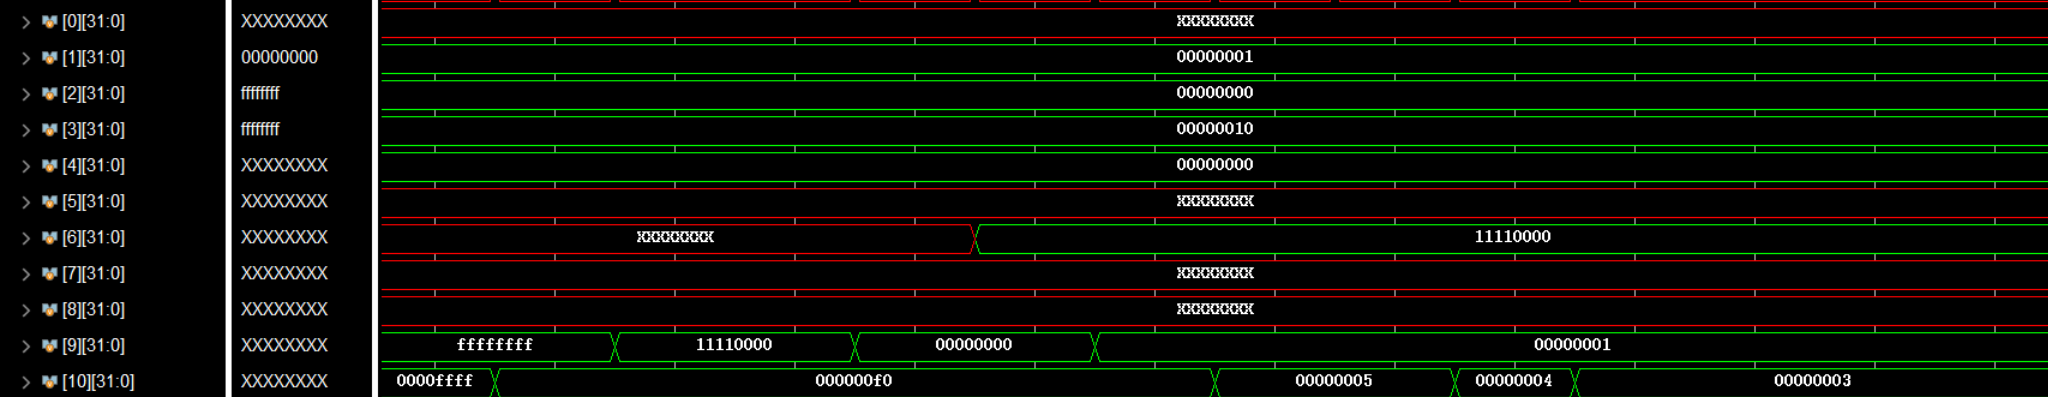 [0][31:0] XXXXXXXX XXXXXXXX
[1][31:0] 00000000 00000001
[2][31:0] ffffffff 00000000
[3][31:0] ffffffff 00000010
[4][31:0] XXXXXXXX 00000000
[5][31:0] XXXXXXXX XXXXXXXX
[6][31:0] XXXXXXXX XXXXXXXX 11110000
[7][31:0] XXXXXXXX XXXXXXXX
[8][31:0] XXXXXXXX XXXXXXXX
[9][31:0] XXXXXXXX ffffffff 11110000 00000000 00000001
[10][31:0] XXXXXXXX 0000ffff 000000f0 00000005 00000004 00000003